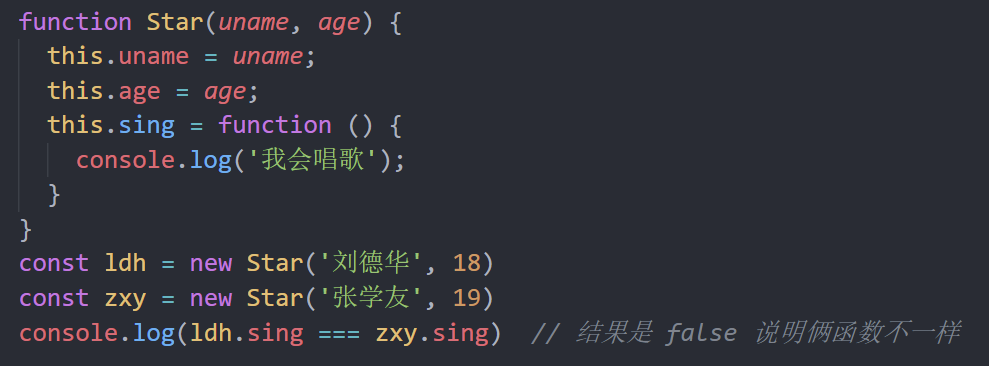 function Star(uname, age) {
this.uname = uname;
this.age = age;
this.sing = function () {
console.log('我会唱歌');
}
}
const ldh = new Star('刘德华', 18)
const zxy = new Star('张学友', 19)
console.log(ldh.sing === zxy.sing) // 结果是 false 说明俩函数不一样